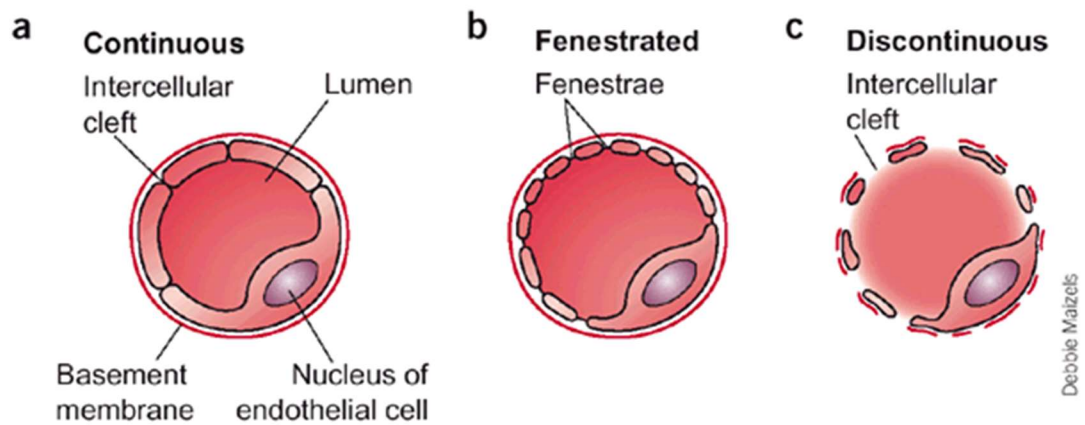 a
Continuous
Intercellular
cleft
Lumen
Basement
membrane
Nucleus of
endothelial cell
b
Fenestrated
Fenestrae
c
Discontinuous
Intercellular
cleft
Debbie Maizels